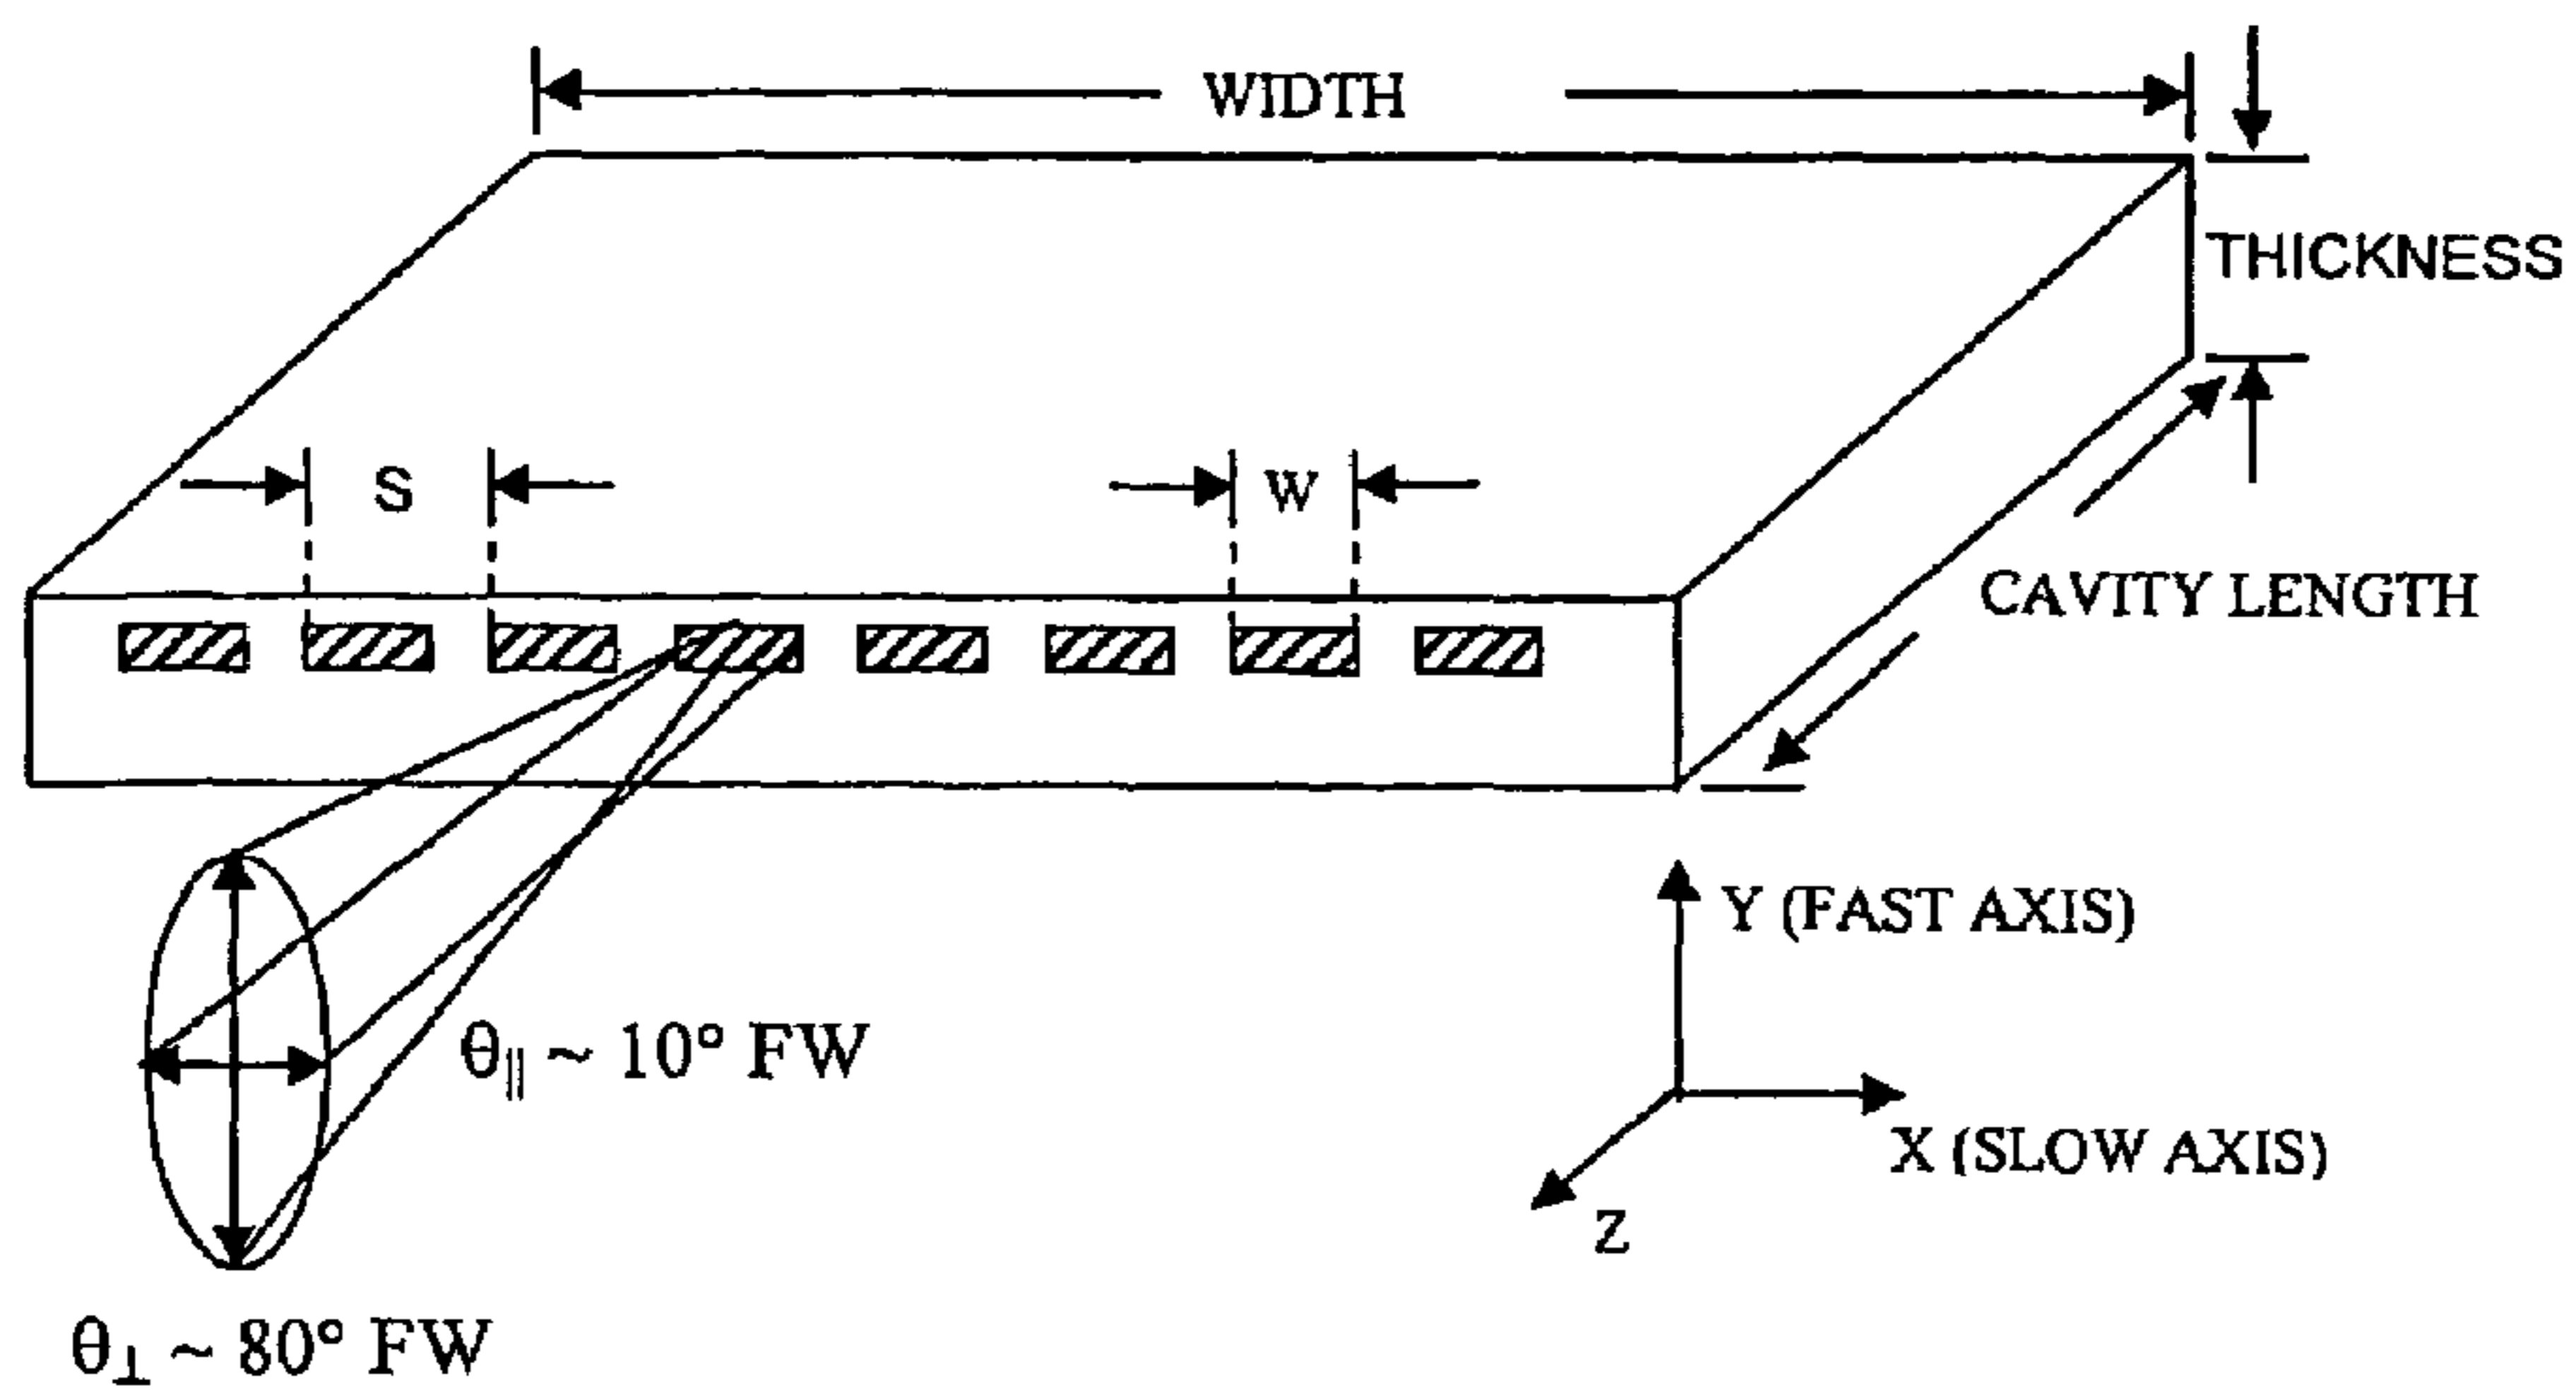 WIDTH
THICKNESS
S
W
CAVITY LENGTH
Y (FAST AXIS)
θ∥ ~ 10° FW
X (SLOW AXIS)
Z
θ⊥ ~ 80° FW